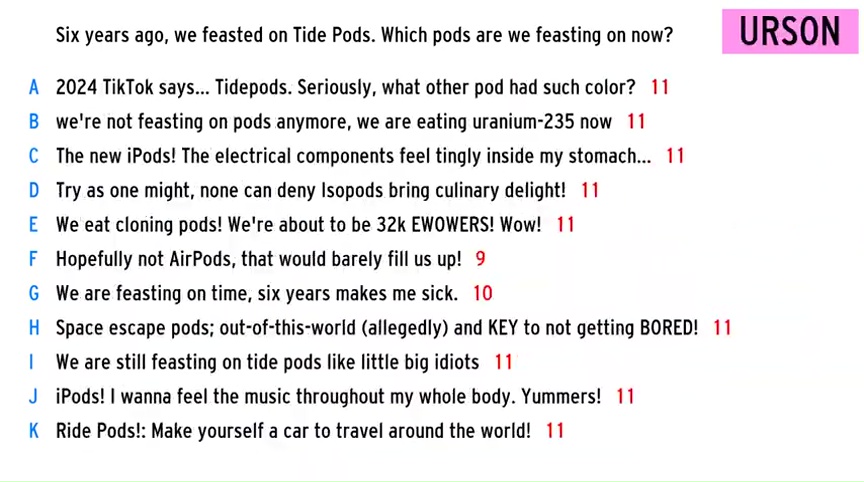 Six years ago, we feasted on Tide Pods. Which pods are we feasting on now?
URSON
A 2024 TikTok says... Tidepods. Seriously, what other pod had such color? 11
B we're not feasting on pods anymore, we are eating uranium-235 now 11
C The new iPods! The electrical components feel tingly inside my stomach... 11
D Try as one might, none can deny Isopods bring culinary delight! 11
E We eat cloning pods! We're about to be 32k EWOWERS! Wow! 11
F Hopefully not AirPods, that would barely fill us up! 9
G We are feasting on time, six years makes me sick. 10
H Space escape pods; out-of-this-world (allegedly) and KEY to not getting BORED! 11
I We are still feasting on tide pods like little big idiots 11
J iPods! I wanna feel the music throughout my whole body. Yummers! 11
K Ride Pods!: Make yourself a car to travel around the world! 11